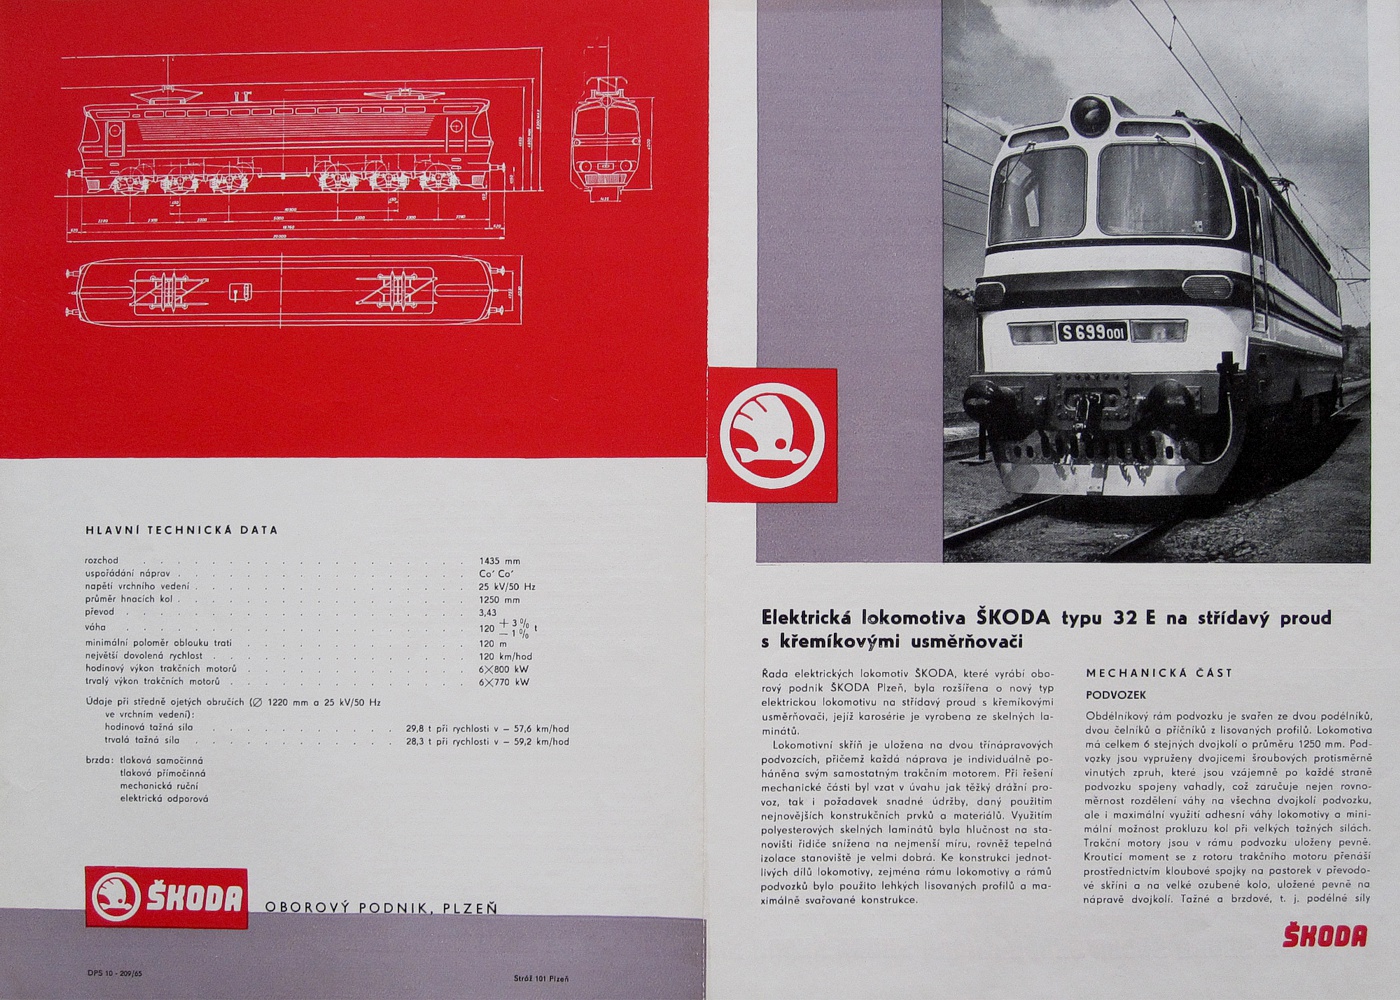 HLAVNÍ TECHNICKÁ DATA
rozchod . . . . . . . . . . . . . . . . . . . 1435 mm
uspořádání náprav . . . . . . . . . . . . . . . . . Co′ Co′
napětí vrchního vedení . . . . . . . . . . . . . . . . 25 kV/50 Hz
průměr hnacích kol . . . . . . . . . . . . . . . . . 1250 mm
převod . . . . . . . . . . . . . . . . . . . 3,43
váha . . . . . . . . . . . . . . . . . . . 120 + 3 % − 1 % t
minimální poloměr oblouku trati . . . . . . . . . . . . . . 120 m
největší dovolená rychlost . . . . . . . . . . . . . . . 120 km/hod
hodinový výkon trakčních motorů . . . . . . . . . . . . . 6×800 kW
trvalý výkon trakčních motorů . . . . . . . . . . . . . . 6×770 kW
Údaje při středně ojetých obručích (∅ 1220 mm a 25 kV/50 Hz
ve vrchním vedení):
hodinová tažná síla . . . . . . . . . . . 29,8 t při rychlosti v — 57,6 km/hod
trvalá tažná síla . . . . . . . . . . . . 28,3 t při rychlosti v — 59,2 km/hod
brzda: tlaková samočinná
tlaková přímočinná
mechanická ruční
elektrická odporová
ŠKODA OBOROVÝ PODNIK, PLZEŇ
DPS 10 - 209/65
Stráž 101 Plzeň
S 699001
Elektrická lokomotiva ŠKODA typu 32 E na střídavý proud
s křemíkovými usměrňovači
Řada elektrických lokomotiv ŠKODA, které vyrábí obo-
rový podnik ŠKODA Plzeň, byla rozšířena o nový typ
elektrickou lokomotivu na střídavý proud s křemíkovými
usměrňovači, jejíž karosérie je vyrobena ze skelných la-
minátů.
Lokomotivní skříň je uložena na dvou třínápravových
podvozcích, přičemž každá náprava je individuálně po-
háněna svým samostatným trakčním motorem. Při řešení
mechanické části byl vzat v úvahu jak těžký drážní pro-
voz, tak i požadavek snadné údržby, daný použitím
nejnovějších konstrukčních prvků a materiálů. Využitím
polyesterových skelných laminátů byla hlučnost na sta-
novišti řidiče snížena na nejmenší míru, rovněž tepelná
izolace stanoviště je velmi dobrá. Ke konstrukci jednot-
livých dílů lokomotivy, zejména rámu lokomotivy a rámů
podvozků bylo použito lehkých lisovaných profilů a ma-
ximálně svařované konstrukce.
MECHANICKÁ ČÁST
PODVOZEK
Obdélníkový rám podvozku je svařen ze dvou podélníků,
dvou čelníků a příčníků z lisovaných profilů. Lokomotiva
má celkem 6 stejných dvojkolí o průměru 1250 mm. Pod-
vozky jsou vypruženy dvojicemi šroubových protisměrně
vinutých zpruh, které jsou vzájemně po každé straně
podvozku spojeny vahadly, což zaručuje nejen rovno-
měrnost rozdělení váhy na všechna dvojkolí podvozku,
ale i maximální využití adhesní váhy lokomotivy a mini-
mální možnost prokluzu kol při velkých tažných silách.
Trakční motory jsou v rámu podvozku uloženy pevně.
Kroutící moment se z rotoru trakčního motoru přenáší
prostřednictvím kloubové spojky na pastorek v převodo-
vé skříni a na velké ozubené kolo, uložené pevně na
nápravě dvojkolí. Tažné a brzdové, t. j. podélné síly
ŠKODA